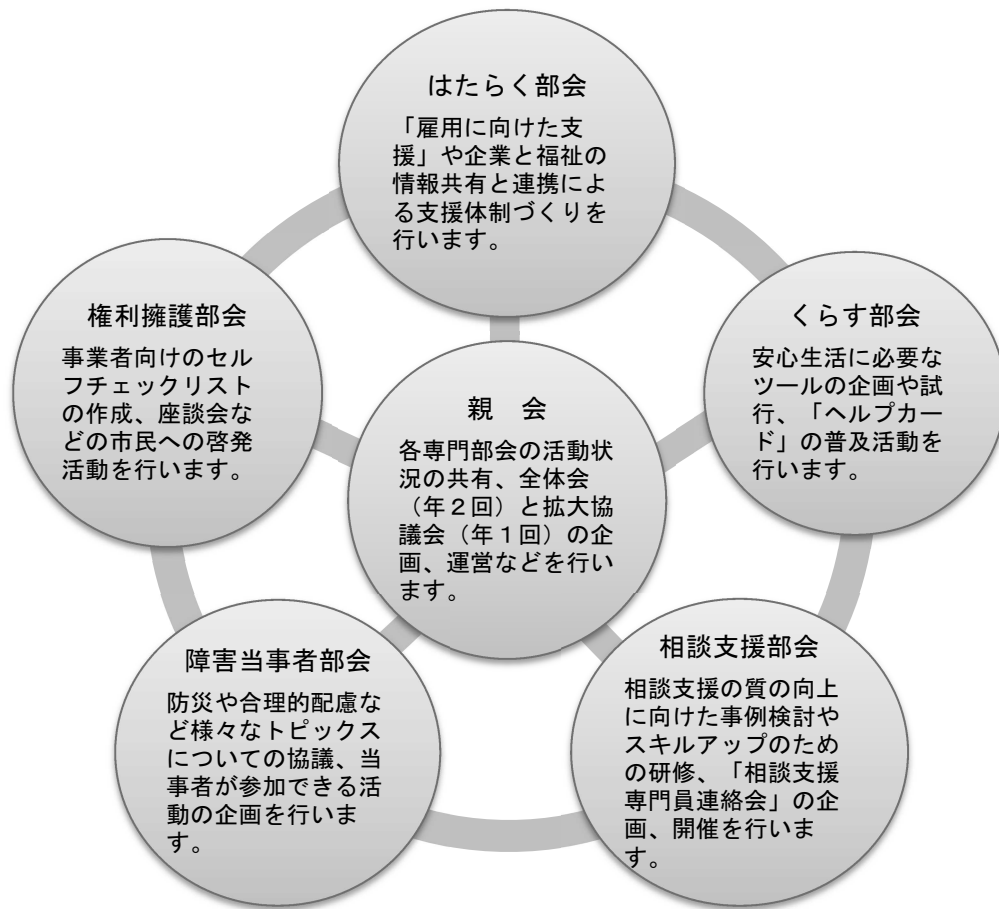 はたらく部会
「雇用に向けた支
援」や企業と福祉の
情報共有と連携によ
る支援体制づくりを
行います。
権利擁護部会
事業者向けのセル
フチェックリスト
の作成、座談会な
どの市民への啓発
活動を行います。
くらす部会
安心生活に必要な
ツールの企画や試
行、「ヘルプカー
ド」の普及活動を
行います。
親　会
各専門部会の活動状
況の共有、全体会
（年２回）と拡大協
議会（年１回）の企
画、運営などを行い
ます。
障害当事者部会
防災や合理的配慮な
ど様々なトピックス
についての協議、当
事者が参加できる活
動の企画を行いま
す。
相談支援部会
相談支援の質の向上
に向けた事例検討や
スキルアップのため
の研修、「相談支援
専門員連絡会」の企
画、開催を行いま
す。